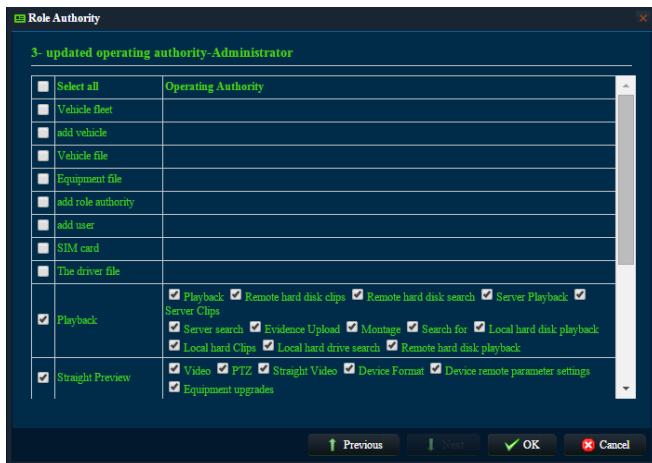 Role Authority
3- updated operating authority-Administrator
Select all Operating Authority
Vehicle fleet
add vehicle
Vehicle file
Equipment file
add role authority
add user
SIM card
The driver file
Playback
Playback Remote hard disk clips Remote hard disk search Server Playback
Server Clips
Server search Evidence Upload Montage Search for Local hard disk playback
Local hard Clips Local hard drive search Remote hard disk playback
Straight Preview
Video PTZ Straight Video Device Format Device remote parameter settings
Equipment upgrades
Previous Next OK Cancel